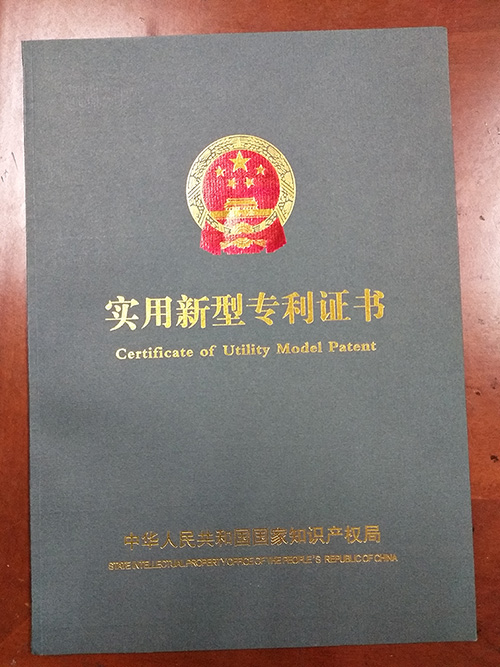 实用新型专利证书
Certificate of Utility Model Patent
中华人民共和国国家知识产权局
STATE INTELLECTUAL PROPERTY OFFICE OF THE PEOPLE'S REPUBLIC OF CHINA